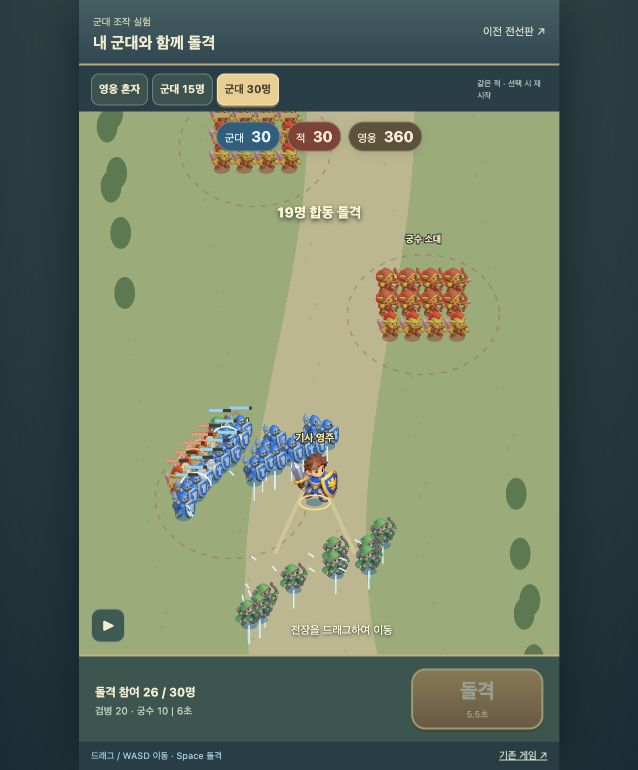 군대 조작 실험
내 군대와 함께 돌격
이전 전선판 ↗
영웅 혼자
군대 15명
군대 30명
같은 적 · 선택 시 재
시작
군대 30
적 30
영웅 360
19명 합동 돌격
궁수 소대
기사 영주
전장을 드래그하여 이동
돌격 참여 26 / 30명
검병 20 · 궁수 10 | 6초
돌격
5.5초
드래그 / WASD 이동 · Space 돌격
기존 게임 ↗